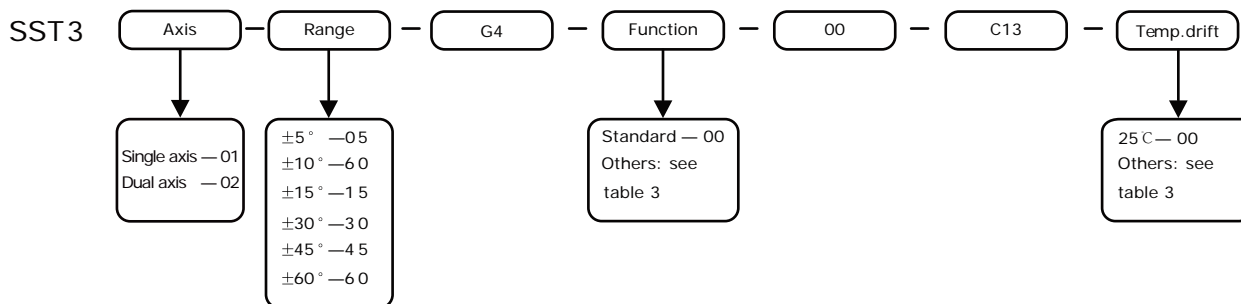 SST3 Axis — Range — G4 — Function — 00 — C13 — Temp.drift
Single axis — 01
Dual axis — 02
±5° —05
±10° —60
±15° —15
±30° —30
±45° —45
±60° —60
Standard — 00
Others: see
table 3
25℃— 00
Others: see
table 3